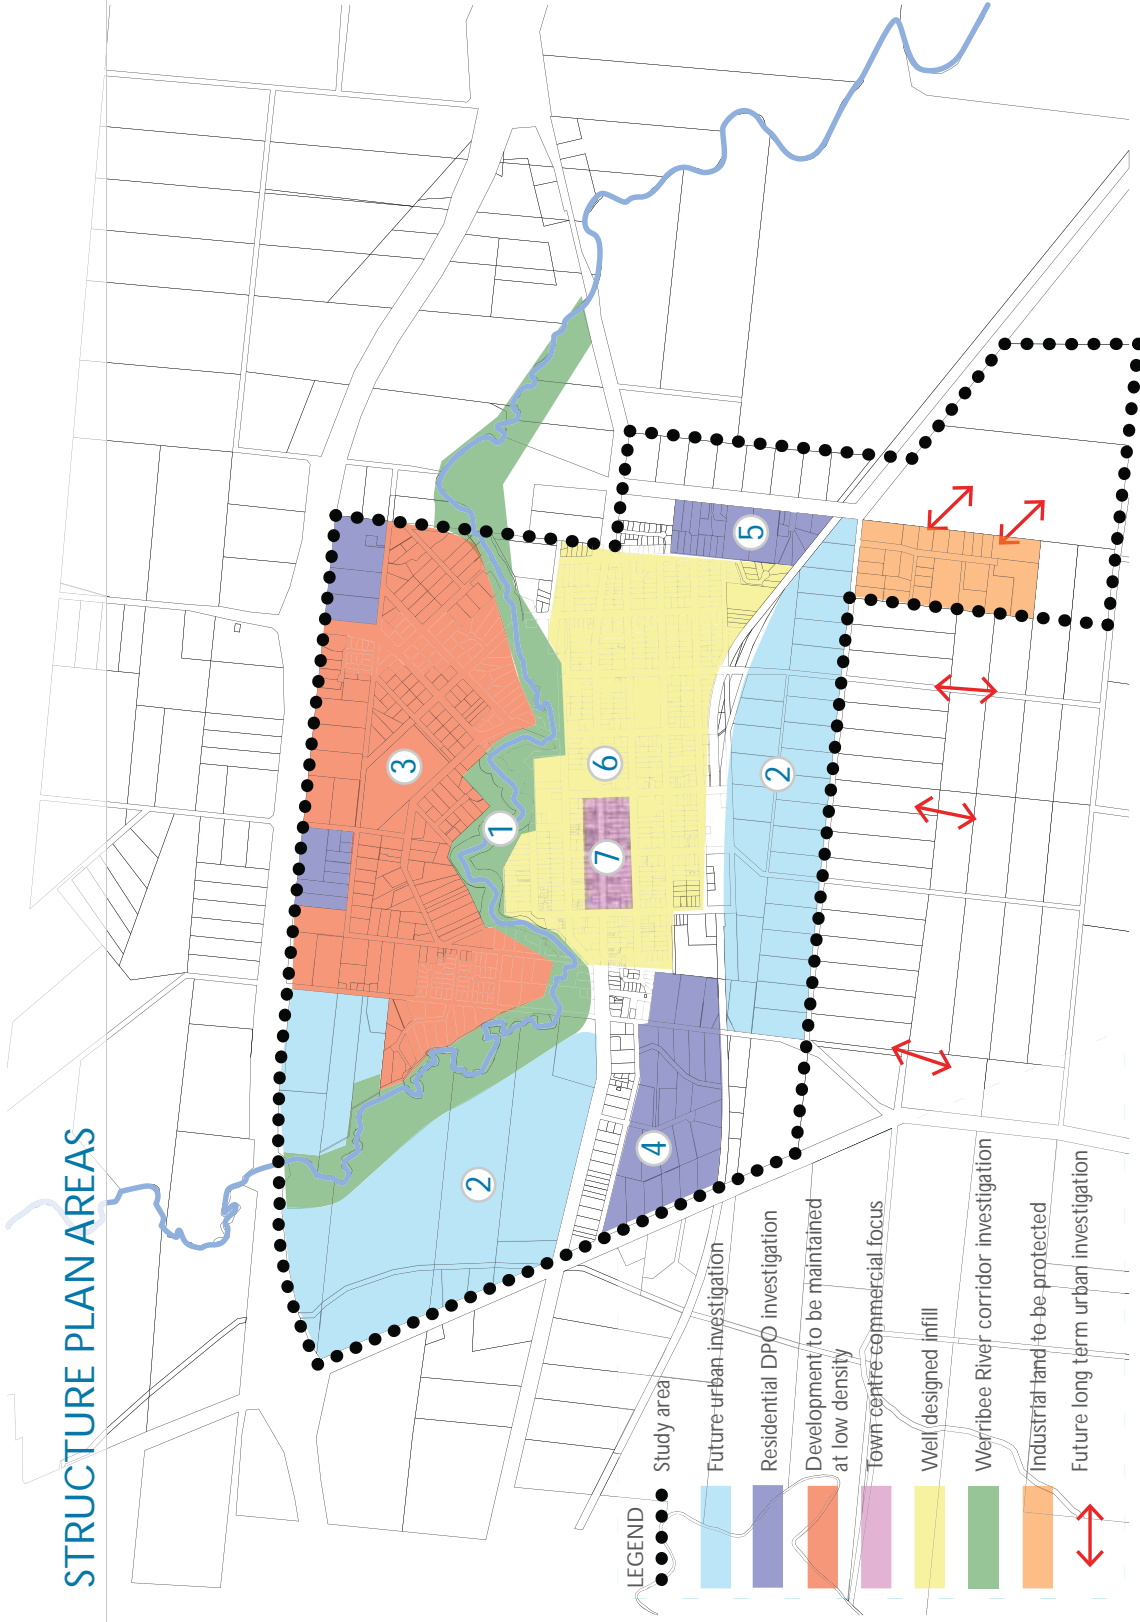 STRUCTURE PLAN AREAS
3
5
1
6
2
7
2
4
LEGEND
Study area
Future urban investigation
Residential DPO investigation
Development to be maintained
at low density
Town centre commercial focus
Well designed infill
Werribee River corridor investigation
Industrial land to be protected
Future long term urban investigation